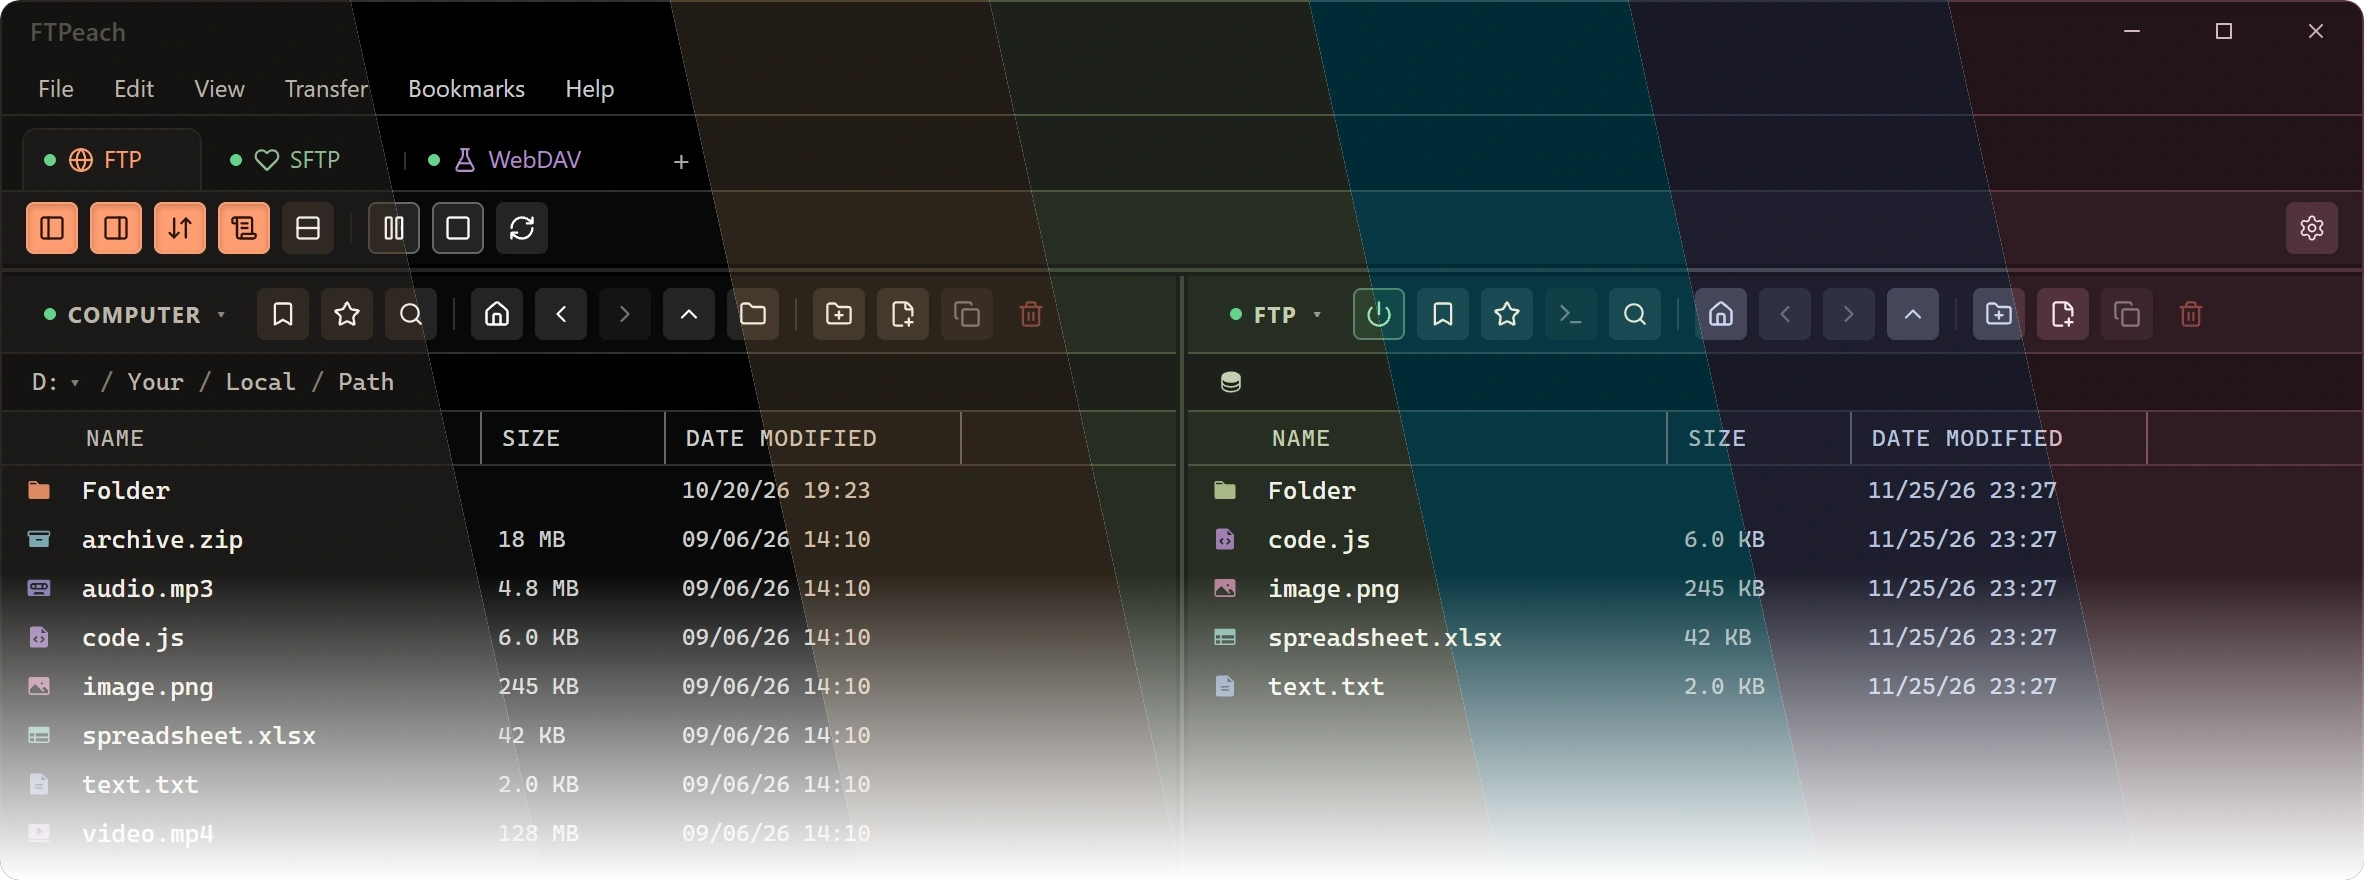 FTPeach
File Edit View Transfer Bookmarks Help
FTP SFTP WebDAV +
COMPUTER FTP
D: / Your / Local / Path
NAME SIZE DATE MODIFIED
Folder 10/20/26 19:23
archive.zip 18 MB 09/06/26 14:10
audio.mp3 4.8 MB 09/06/26 14:10
code.js 6.0 KB 09/06/26 14:10
image.png 245 KB 09/06/26 14:10
spreadsheet.xlsx 42 KB 09/06/26 14:10
text.txt 2.0 KB 09/06/26 14:10
video.mp4 128 MB 09/06/26 14:10
NAME SIZE DATE MODIFIED
Folder 11/25/26 23:27
code.js 6.0 KB 11/25/26 23:27
image.png 245 KB 11/25/26 23:27
spreadsheet.xlsx 42 KB 11/25/26 23:27
text.txt 2.0 KB 11/25/26 23:27